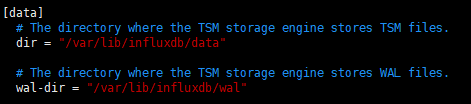 [data]
# The directory where the TSM storage engine stores TSM files.
dir = "/var/lib/influxdb/data"
# The directory where the TSM storage engine stores WAL files.
wal-dir = "/var/lib/influxdb/wal"